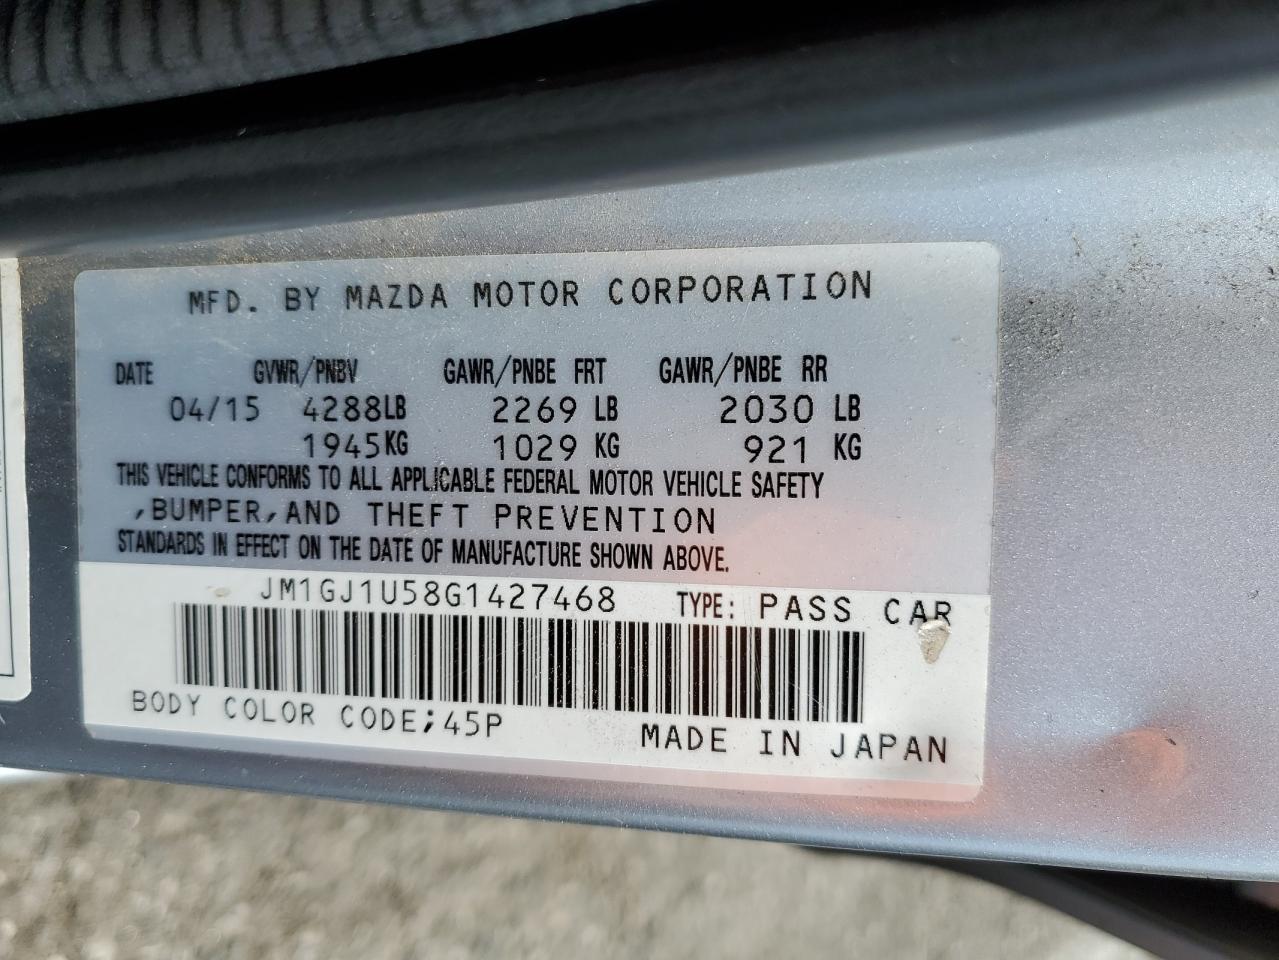 MFD. BY MAZDA MOTOR CORPORATION
DATE GVWR/PNBV GAWR/PNBE FRT GAWR/PNBE RR
04/15 4288LB 2269 LB 2030 LB
1945KG 1029 KG 921 KG
THIS VEHICLE CONFORMS TO ALL APPLICABLE FEDERAL MOTOR VEHICLE SAFETY
,BUMPER,AND THEFT PREVENTION
STANDARDS IN EFFECT ON THE DATE OF MANUFACTURE SHOWN ABOVE.
JM1GJ1U58G1427468 TYPE: PASS CAR
BODY COLOR CODE;45P
MADE IN JAPAN